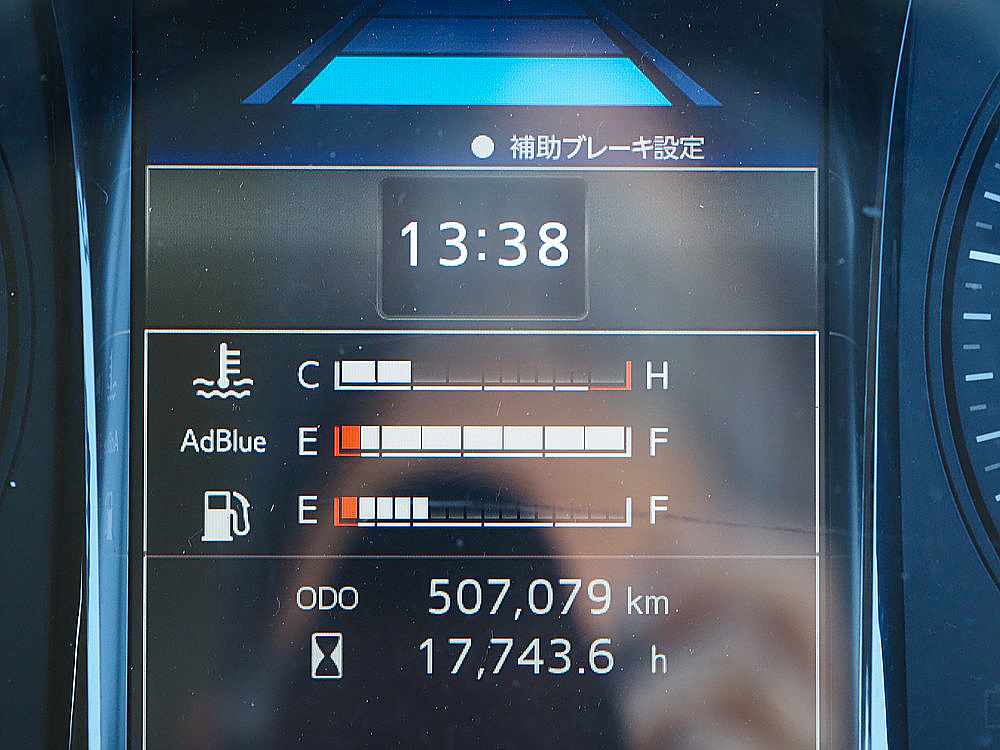 補助ブレーキ設定
13:38
C H
AdBlue E F
E F
ODO 507,079 km
17,743.6 h